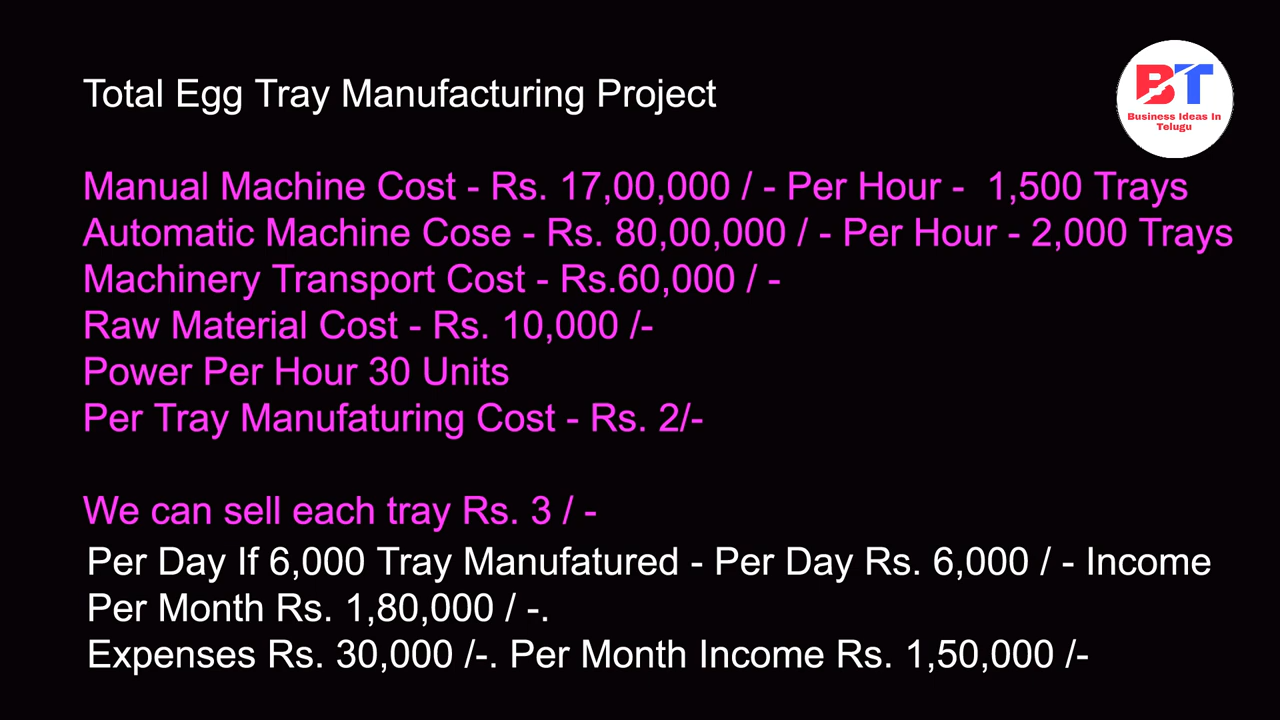 Total Egg Tray Manufacturing Project
BT
Business Ideas In
Telugu
Manual Machine Cost - Rs. 17,00,000 / - Per Hour -  1,500 Trays
Automatic Machine Cose - Rs. 80,00,000 / - Per Hour - 2,000 Trays
Machinery Transport Cost - Rs.60,000 / -
Raw Material Cost - Rs. 10,000 /-
Power Per Hour 30 Units
Per Tray Manufaturing Cost - Rs. 2/-
We can sell each tray Rs. 3 / -
Per Day If 6,000 Tray Manufatured - Per Day Rs. 6,000 / - Income
Per Month Rs. 1,80,000 / -.
Expenses Rs. 30,000 /-. Per Month Income Rs. 1,50,000 /-